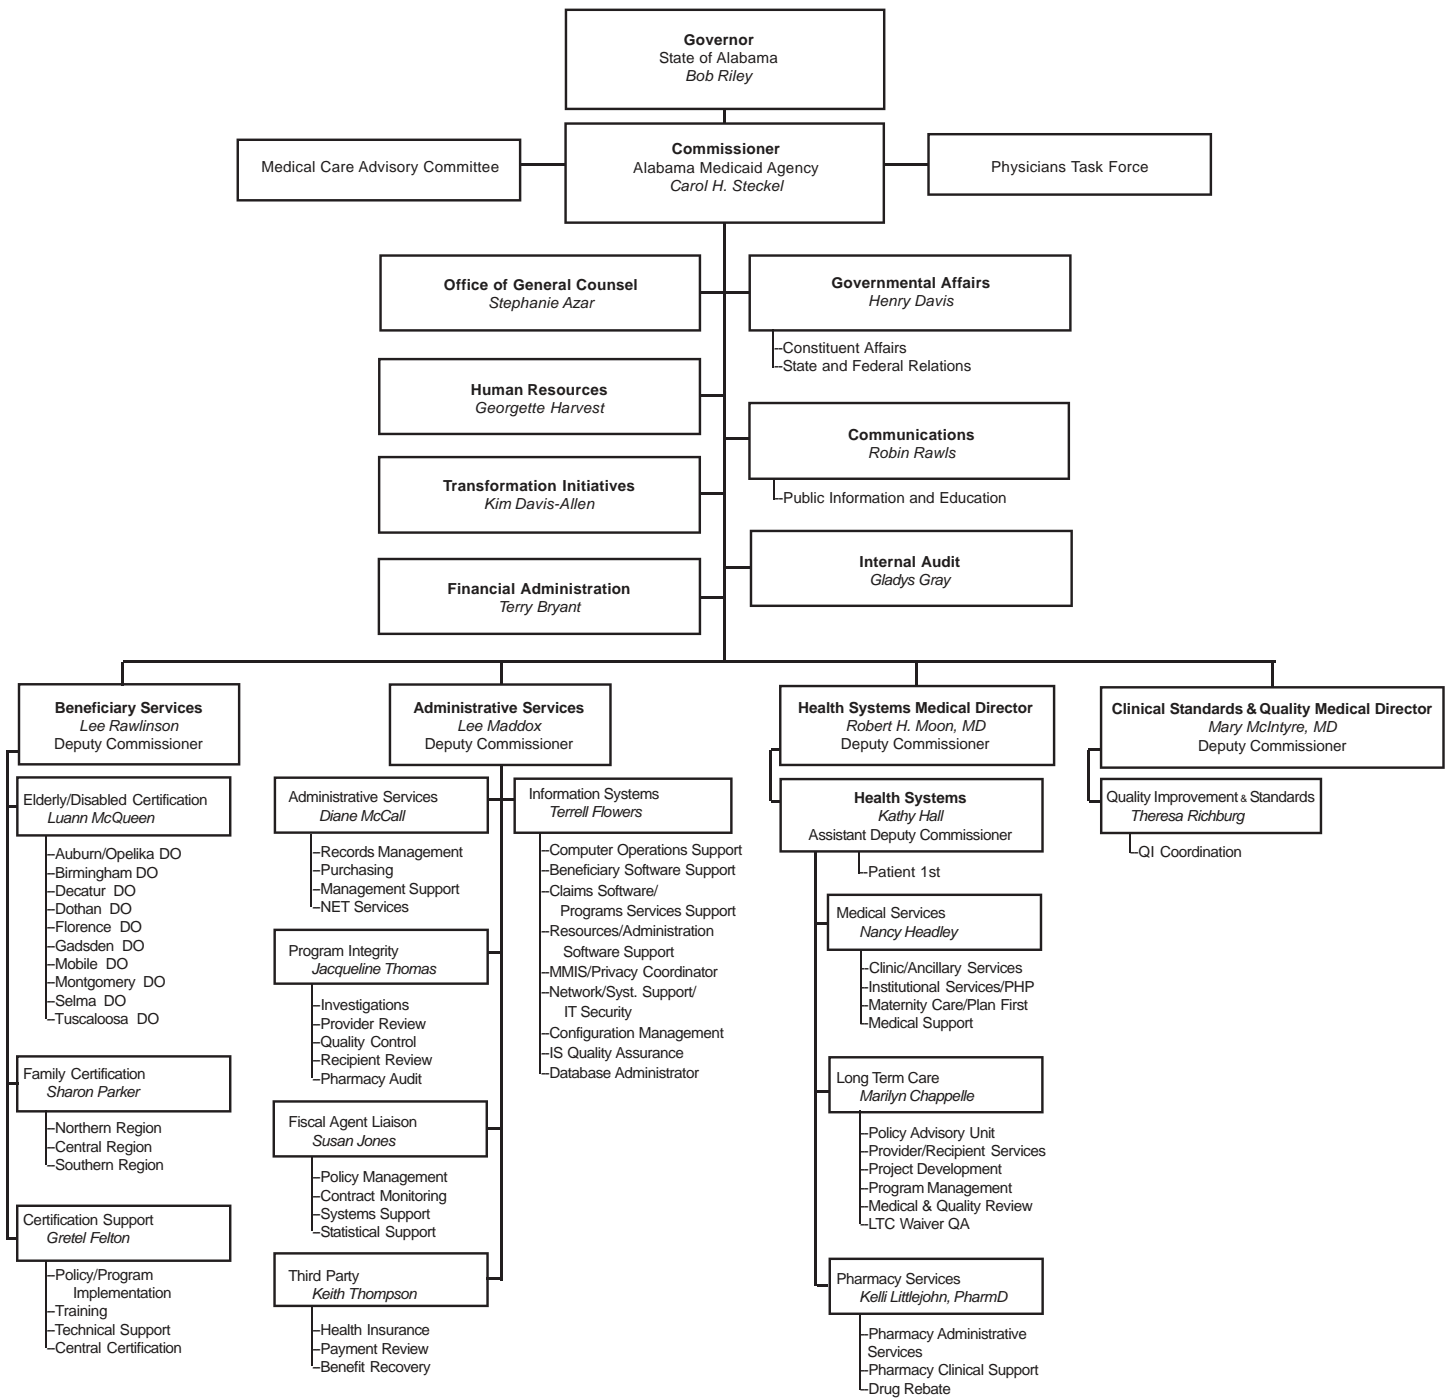 Governor
State of Alabama
Bob Riley
Medical Care Advisory Committee
Commissioner
Alabama Medicaid Agency
Carol H. Steckel
Physicians Task Force
Office of General Counsel
Stephanie Azar
Governmental Affairs
Henry Davis
Constituent Affairs
State and Federal Relations
Human Resources
Georgette Harvest
Communications
Robin Rawls
Public Information and Education
Transformation Initiatives
Kim Davis-Allen
Internal Audit
Gladys Gray
Financial Administration
Terry Bryant
Beneficiary Services
Lee Rawlinson
Deputy Commissioner
Elderly/Disabled Certification
Luann McQueen
Auburn/Opelika DO
Birmingham DO
Decatur DO
Dothan DO
Florence DO
Gadsden DO
Mobile DO
Montgomery DO
Selma DO
Tuscaloosa DO
Family Certification
Sharon Parker
Northern Region
Central Region
Southern Region
Certification Support
Gretel Felton
Policy/Program
Implementation
Training
Technical Support
Central Certification
Administrative Services
Lee Maddox
Deputy Commissioner
Administrative Services
Diane McCall
Records Management
Purchasing
Management Support
NET Services
Program Integrity
Jacqueline Thomas
Investigations
Provider Review
Quality Control
Recipient Review
Pharmacy Audit
Fiscal Agent Liaison
Susan Jones
Policy Management
Contract Monitoring
Systems Support
Statistical Support
Third Party
Keith Thompson
Health Insurance
Payment Review
Benefit Recovery
Information Systems
Terrell Flowers
Computer Operations Support
Beneficiary Software Support
Claims Software/
Programs Services Support
Resources/Administration
Software Support
MMIS/Privacy Coordinator
Network/Syst. Support/
IT Security
Configuration Management
IS Quality Assurance
Database Administrator
Health Systems Medical Director
Robert H. Moon, MD
Deputy Commissioner
Health Systems
Kathy Hall
Assistant Deputy Commissioner
Patient 1st
Medical Services
Nancy Headley
Clinic/Ancillary Services
Institutional Services/PHP
Maternity Care/Plan First
Medical Support
Long Term Care
Marilyn Chappelle
Policy Advisory Unit
Provider/Recipient Services
Project Development
Program Management
Medical & Quality Review
LTC Waiver QA
Pharmacy Services
Kelli Littlejohn, PharmD
Pharmacy Administrative
Services
Pharmacy Clinical Support
Drug Rebate
Clinical Standards & Quality Medical Director
Mary McIntyre, MD
Deputy Commissioner
Quality Improvement & Standards
Theresa Richburg
QI Coordination